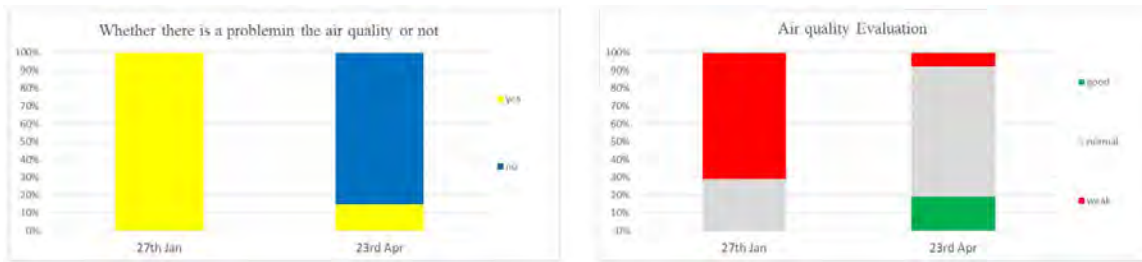 Whether there is a problemin the air quality or not
100%
90%
80%
70%
60%
50%
40%
30%
20%
10%
0%
27th Jan
23rd Apr
yes
no
Air quality Evaluation
100%
90%
80%
70%
60%
50%
40%
30%
20%
10%
0%
27th Jan
23rd Apr
good
normal
weak